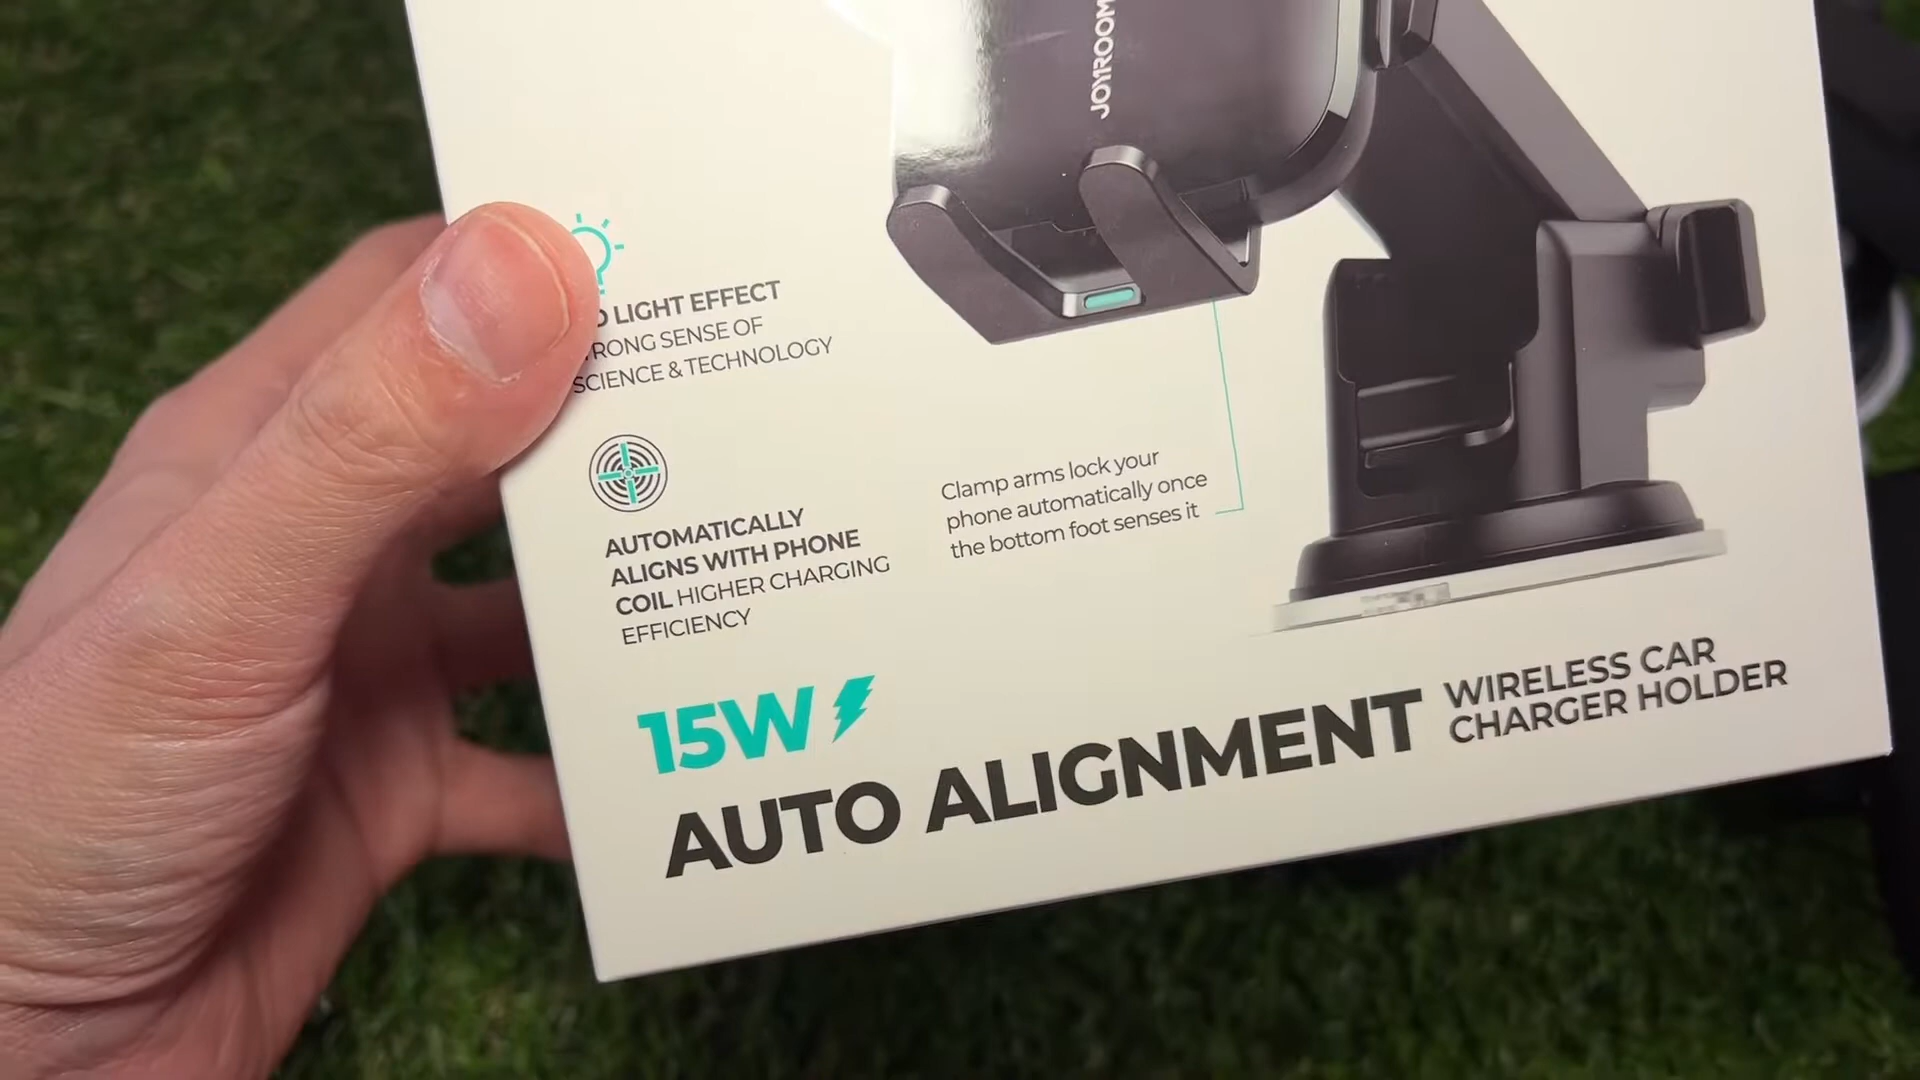 JOYROOM
LIGHT EFFECT
SENSE OF
SCIENCE & TECHNOLOGY
AUTOMATICALLY
ALIGNS WITH PHONE
COIL HIGHER CHARGING
EFFICIENCY
Clamp arms lock your
phone automatically once
the bottom foot senses it
15W
AUTO ALIGNMENT
WIRELESS CAR
CHARGER HOLDER